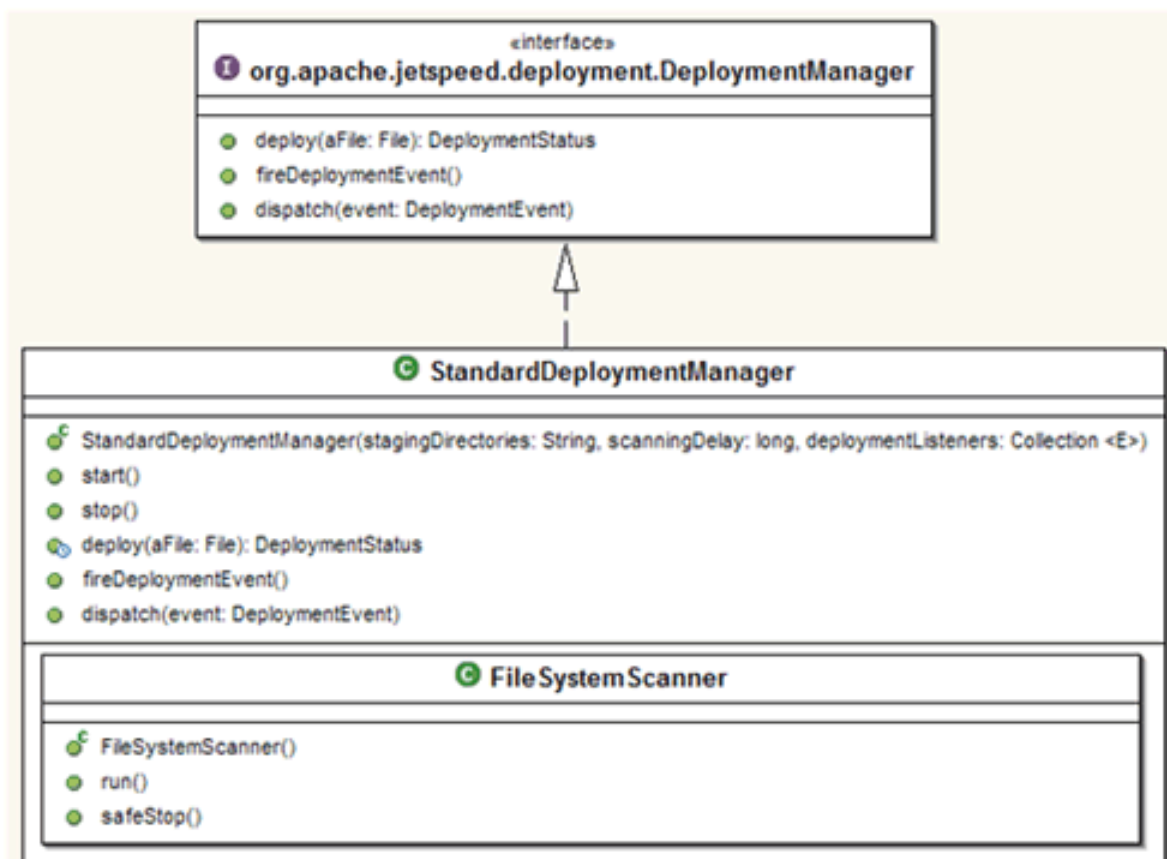 «interface»
I org.apache.jetspeed.deployment.DeploymentManager
deploy(aFile: File): DeploymentStatus
fireDeploymentEvent()
dispatch(event: DeploymentEvent)
C StandardDeploymentManager
C StandardDeploymentManager(stagingDirectories: String, scanningDelay: long, deploymentListeners: Collection <E>)
start()
stop()
deploy(aFile: File): DeploymentStatus
fireDeploymentEvent()
dispatch(event: DeploymentEvent)
C FileSystemScanner
C FileSystemScanner()
run()
safeStop()